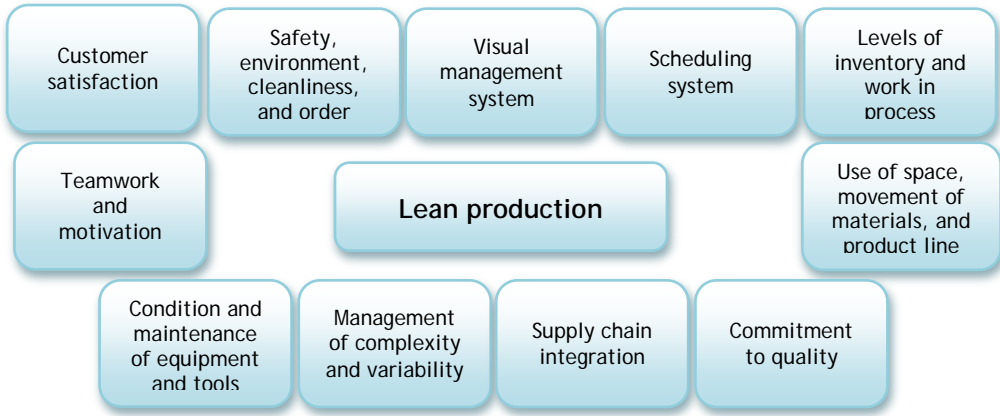 Customer
satisfaction
Safety,
environment,
cleanliness,
and order
Visual
management
system
Scheduling
system
Levels of
inventory and
work in
process
Teamwork
and
motivation
Lean production
Use of space,
movement of
materials, and
product line
Condition and
maintenance
of equipment
and tools
Management
of complexity
and variability
Supply chain
integration
Commitment
to quality